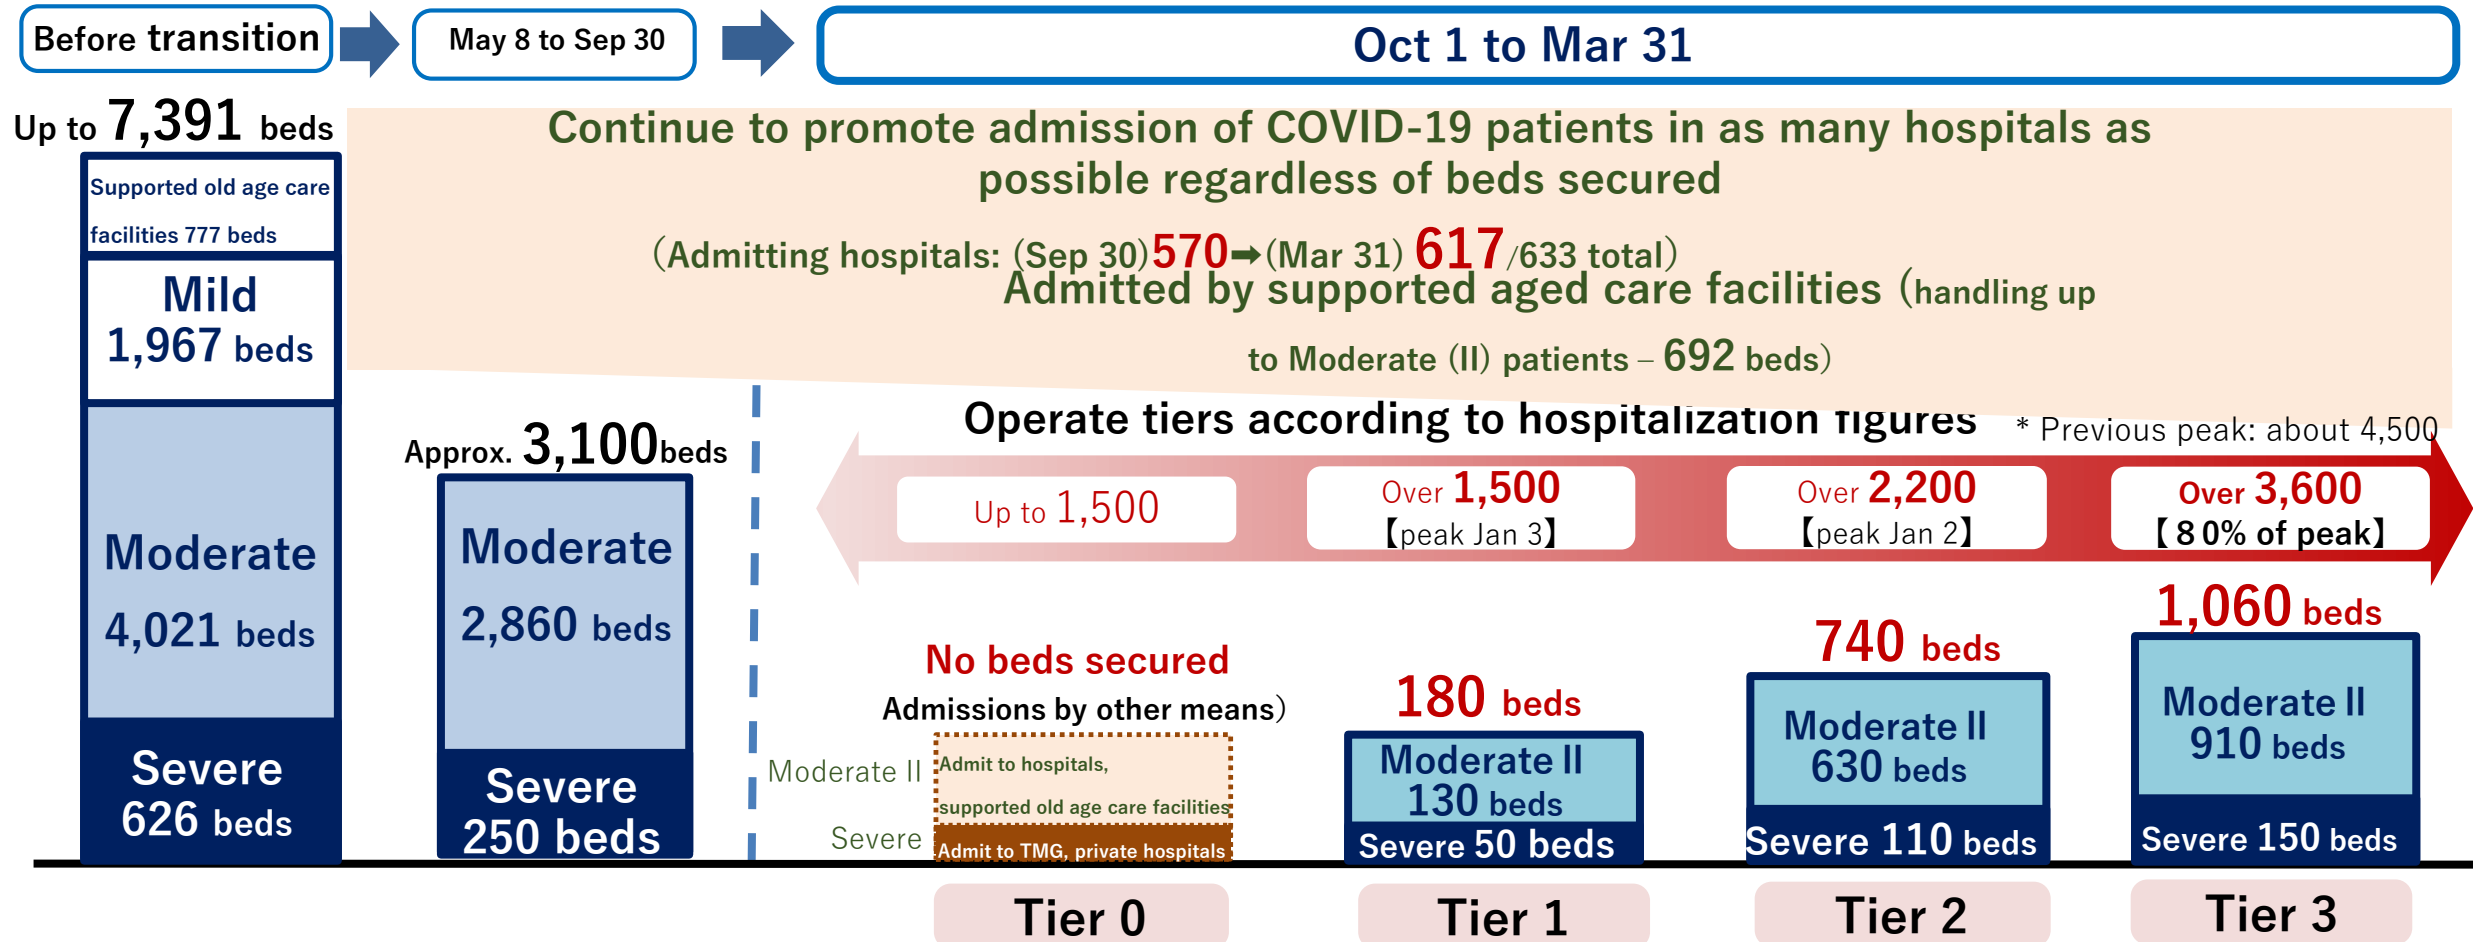 Before transition
May 8 to Sep 30
Oct 1 to Mar 31
Up to 7,391 beds
Supported old age care
facilities 777 beds
Mild
1,967 beds
Moderate
4,021 beds
Severe
626 beds
Continue to promote admission of COVID-19 patients in as many hospitals as
possible regardless of beds secured
(Admitting hospitals: (Sep 30)570➡(Mar 31) 617/633 total)
Admitted by supported aged care facilities (handling up
to Moderate (II) patients – 692 beds)
Approx. 3,100beds
Moderate
2,860 beds
Severe
250 beds
Operate tiers according to hospitalization figures
* Previous peak: about 4,500
Up to 1,500
Over 1,500
【peak Jan 3】
Over 2,200
【peak Jan 2】
Over 3,600
【80% of peak】
No beds secured
Admissions by other means)
Moderate II
Admit to hospitals,
supported old age care facilities
Severe
Admit to TMG, private hospitals
Tier 0
180 beds
Moderate II
130 beds
Severe 50 beds
Tier 1
740 beds
Moderate II
630 beds
Severe 110 beds
Tier 2
1,060 beds
Moderate II
910 beds
Severe 150 beds
Tier 3